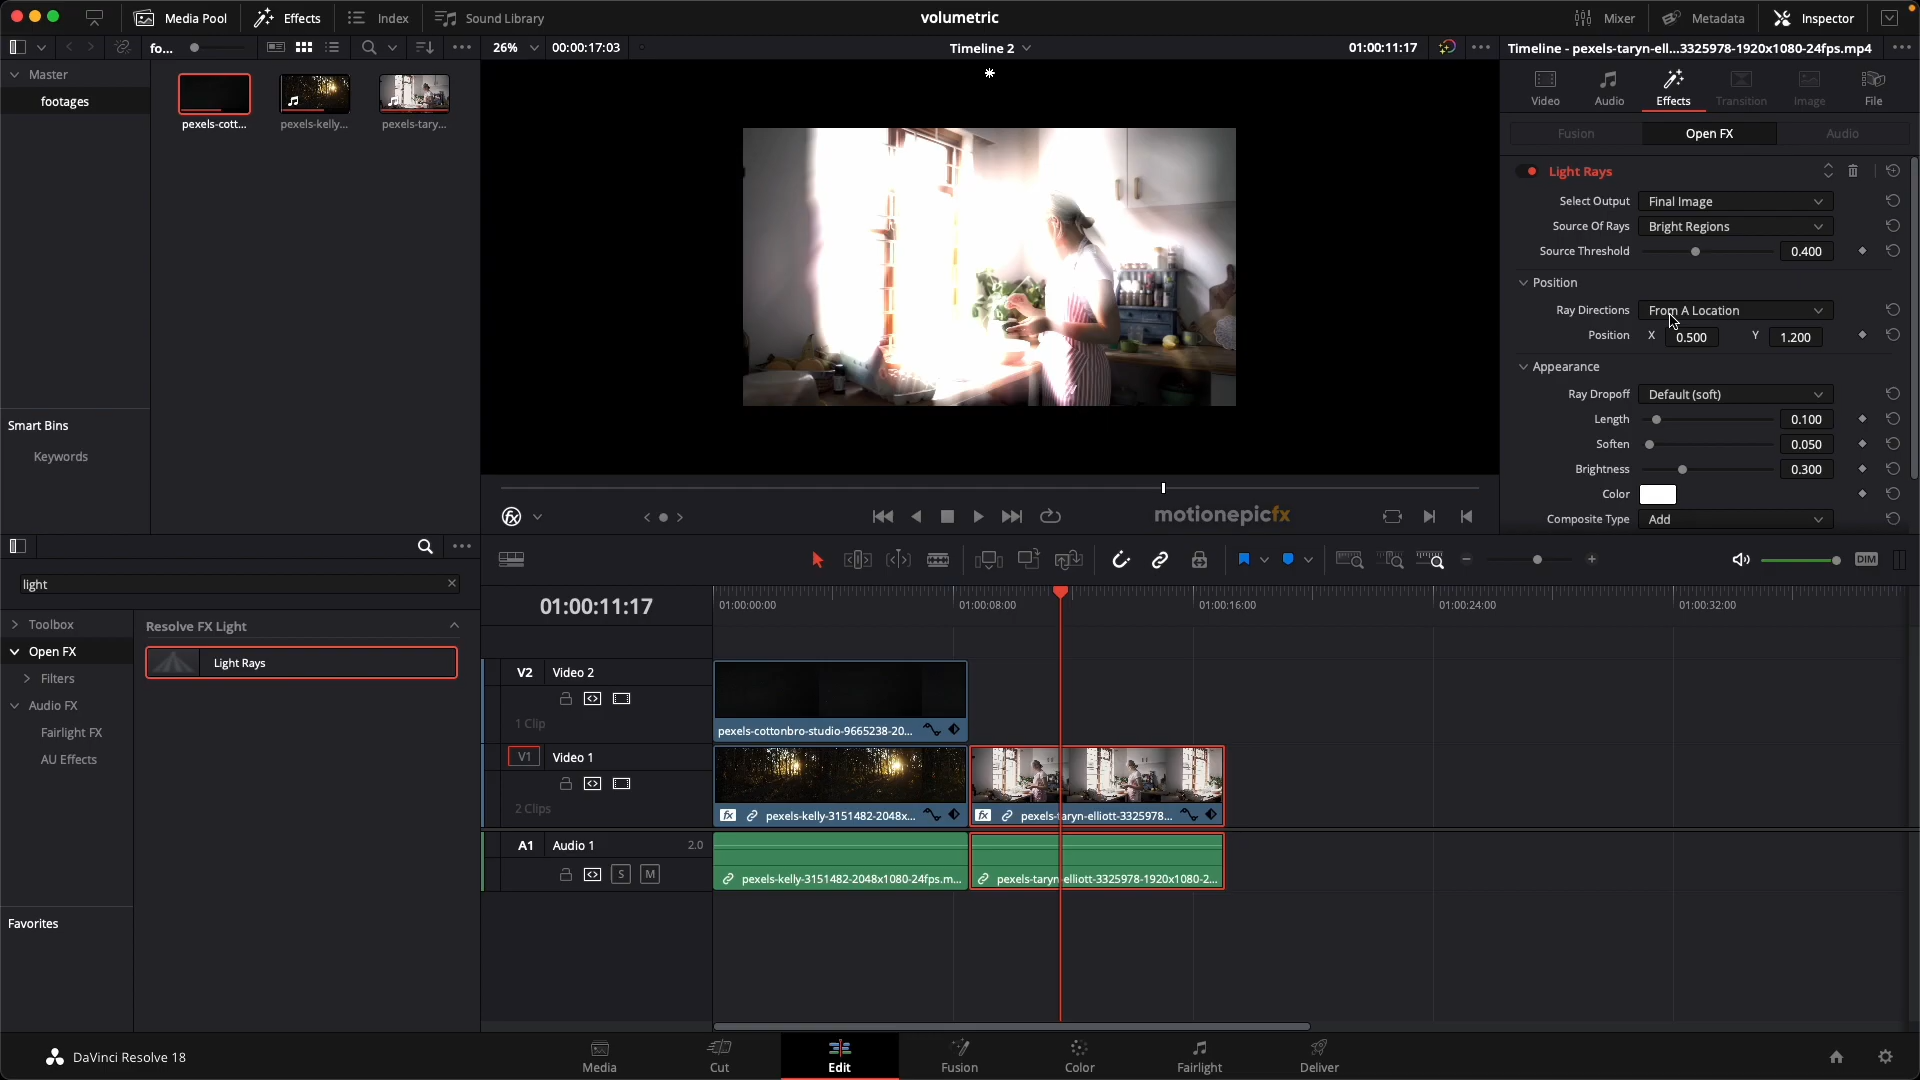 Media Pool
Effects
Index
Sound Library
volumetric
Mixer
Metadata
Inspector
fo...
26%
00:00:17:03
Timeline 2
01:00:11:17
Timeline - pexels-taryn-ell...3325978-1920x1080-24fps.mp4
Master
footages
pexels-cott...
pexels-kelly...
pexels-tary...
Video
Audio
Effects
Transition
Image
File
Fusion
Open FX
Audio
Light Rays
Select Output
Final Image
Source Of Rays
Bright Regions
Source Threshold
0.400
Position
Ray Directions
From A Location
Position
X
0.500
Y
1.200
Appearance
Ray Dropoff
Default (soft)
Length
0.100
Soften
0.050
Brightness
0.300
Color
Composite Type
Add
Smart Bins
Keywords
fx
motionepicfx
light
Toolbox
Open FX
Filters
Audio FX
Fairlight FX
AU Effects
Favorites
Resolve FX Light
Light Rays
DIM
01:00:11:17
01:00:00:00
01:00:08:00
01:00:16:00
01:00:24:00
01:00:32:00
V2
Video 2
1 Clip
pexels-cottonbro-studio-9665238-20...
V1
Video 1
2 Clips
fx
pexels-kelly-3151482-2048x...
fx
pexels-taryn-elliott-3325978...
A1
Audio 1
2.0
S
M
pexels-kelly-3151482-2048x1080-24fps.m...
pexels-taryn-elliott-3325978-1920x1080-2...
DaVinci Resolve 18
Media
Cut
Edit
Fusion
Color
Fairlight
Deliver